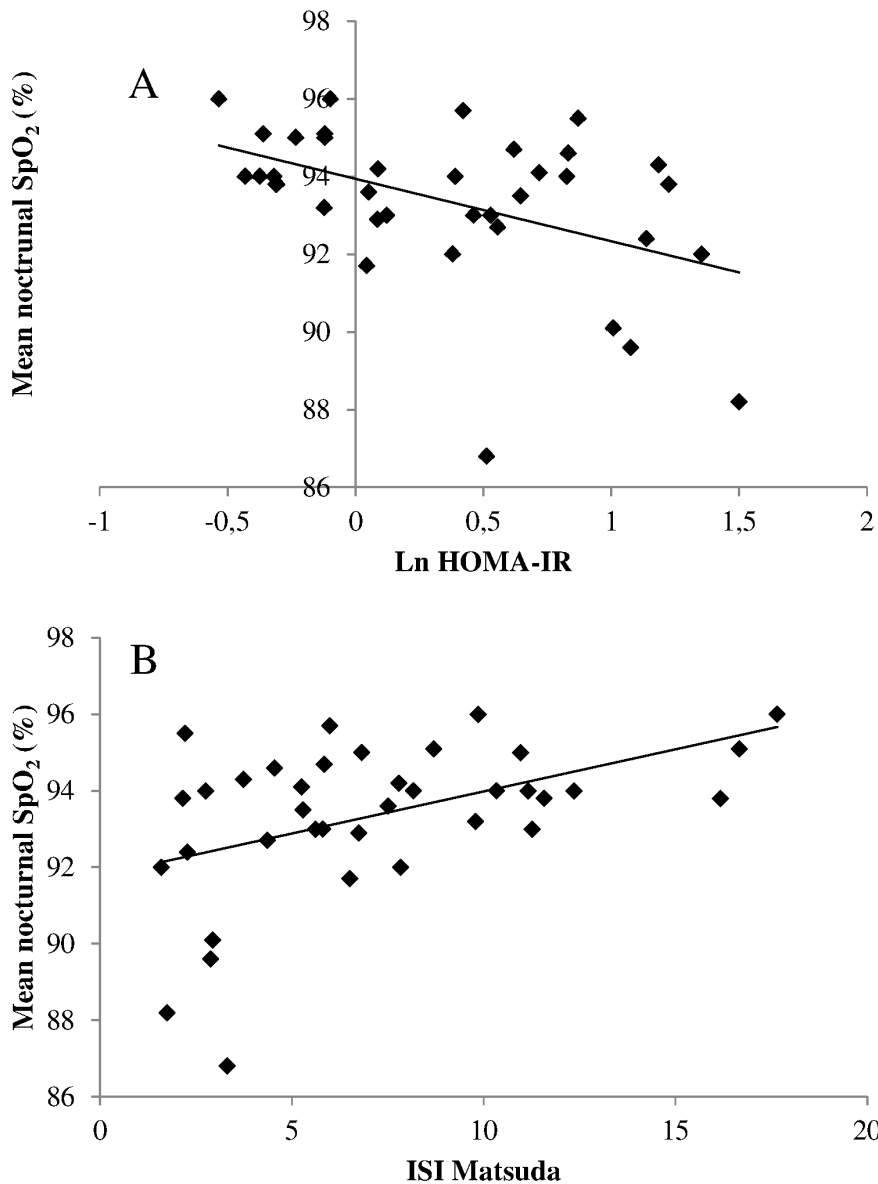 A
Mean noctrunal SpO₂ (%)
98
96
94
92
90
88
86
-1 -0,5 0 0,5 1 1,5 2
Ln HOMA-IR
B
Mean nocturnal SpO₂ (%)
98
96
94
92
90
88
86
0 5 10 15 20
ISI Matsuda